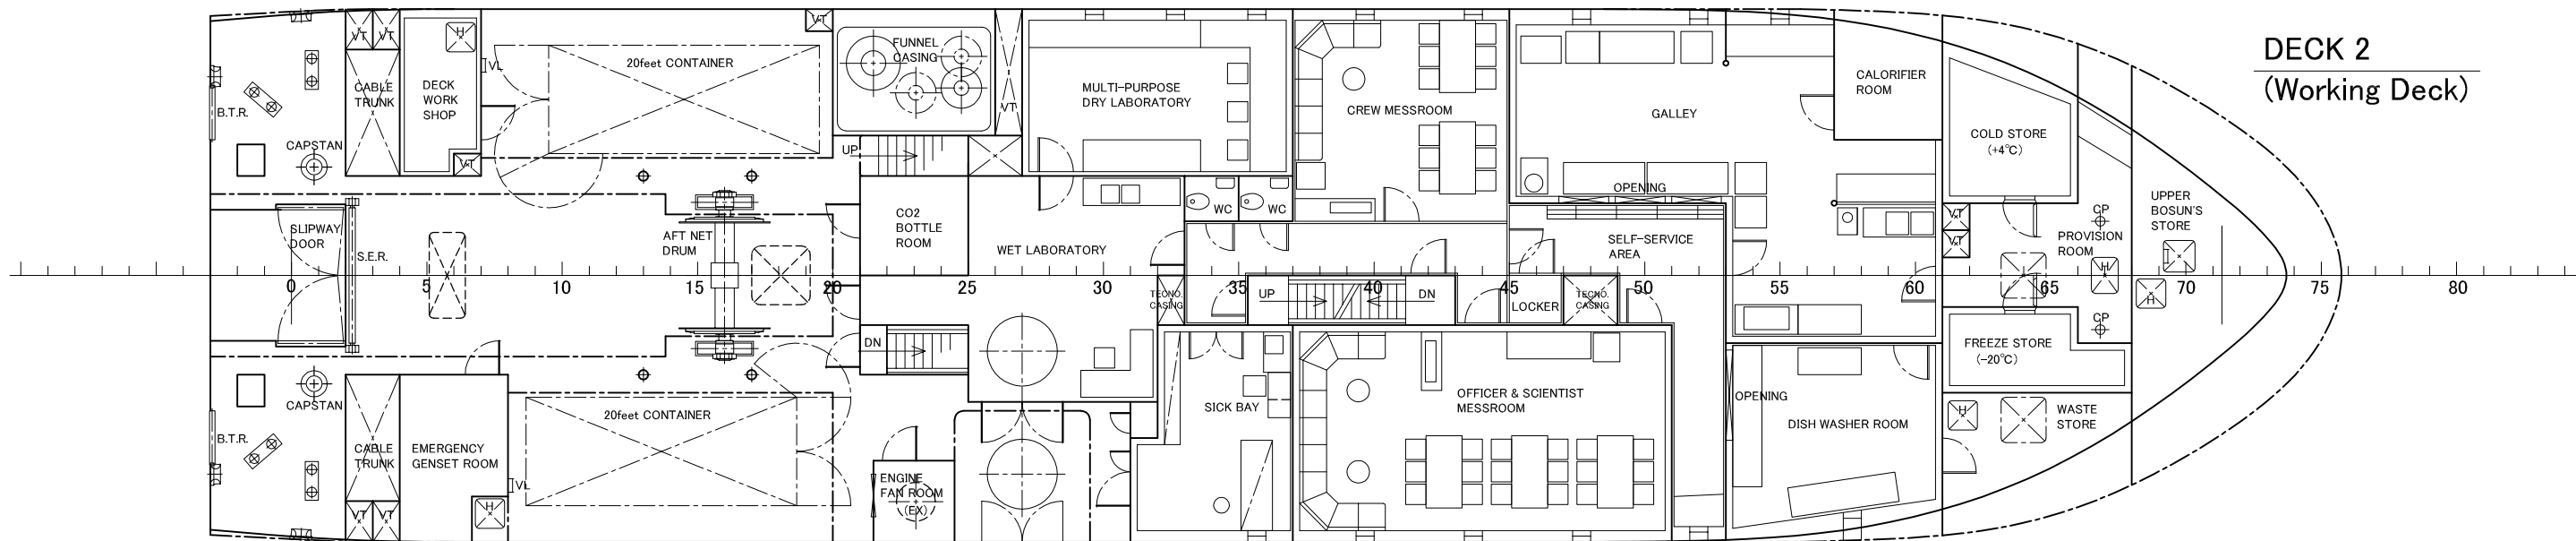 DECK 2
(Working Deck)
VT
VT
VT
H
FUNNEL
CASING
VL
20feet CONTAINER
CABLE
TRUNK
DECK
WORK
SHOP
B.T.R.
CAPSTAN
VT
UP
VT
MULTI-PURPOSE
DRY LABORATORY
CREW MESSROOM
GALLEY
CALORIFIER
ROOM
COLD STORE
(+4℃)
OPENING
WC
WC
CO2
BOTTLE
ROOM
SLIPWAY
DOOR
S.E.R.
AFT NET
DRUM
WET LABORATORY
SELF-SERVICE
AREA
VT
VT
PROVISION
ROOM
CP
UPPER
BOSUN'S
STORE
H
H
0
5
10
15
20
25
30
35
40
45
50
55
60
65
70
75
80
TECNO.
CASING
UP
DN
LOCKER
TECNO.
CASING
CP
DN
FREEZE STORE
(-20℃)
CAPSTAN
B.T.R.
CABLE
TRUNK
EMERGENCY
GENSET ROOM
20feet CONTAINER
VL
H
VT
VT
ENGINE
FAN ROOM
(EX)
SICK BAY
OFFICER & SCIENTIST
MESSROOM
OPENING
DISH WASHER ROOM
H
WASTE
STORE